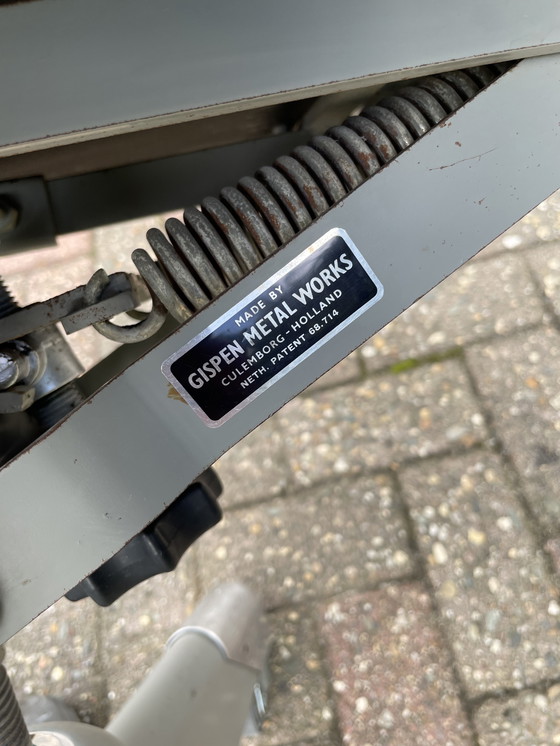 MADE BY
GISPEN METAL WORKS
CULEMBORG - HOLLAND
NETH. PATENT 68.714